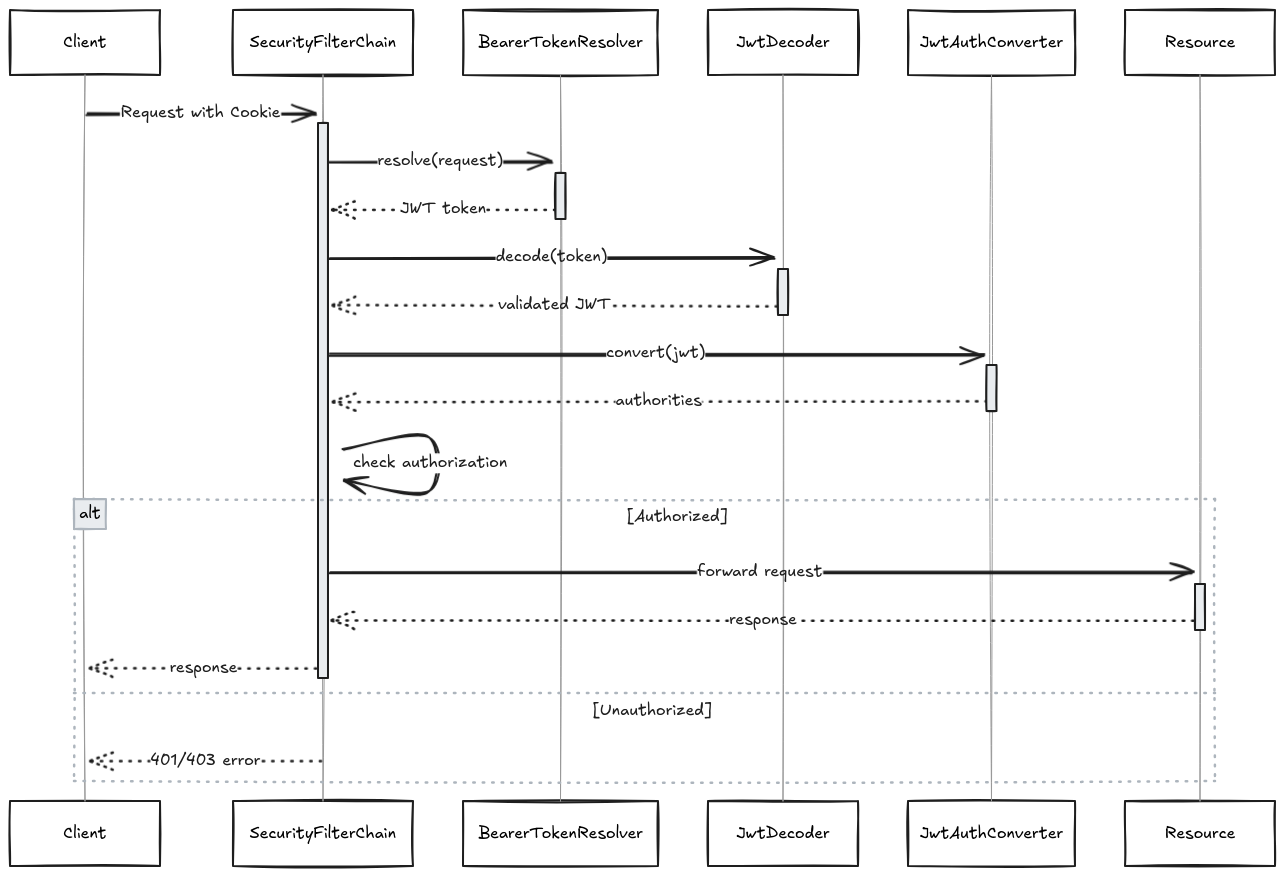 Client
SecurityFilterChain
BearerTokenResolver
JwtDecoder
JwtAuthConverter
Resource
Request with Cookie
resolve(request)
JWT token
decode(token)
validated JWT
convert(jwt)
authorities
check authorization
alt
[Authorized]
forward request
response
response
[Unauthorized]
401/403 error
Client
SecurityFilterChain
BearerTokenResolver
JwtDecoder
JwtAuthConverter
Resource